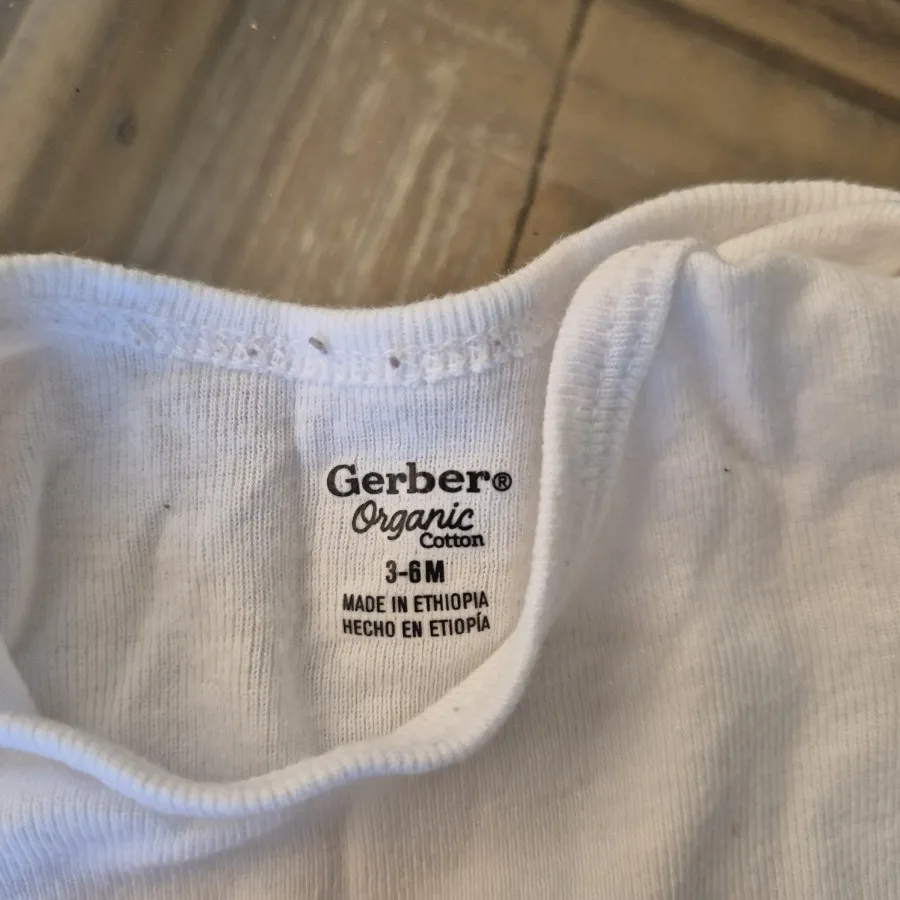 Gerber®
Organic
Cotton
3-6M
MADE IN ETHIOPIA
HECHO EN ETIOPÍA